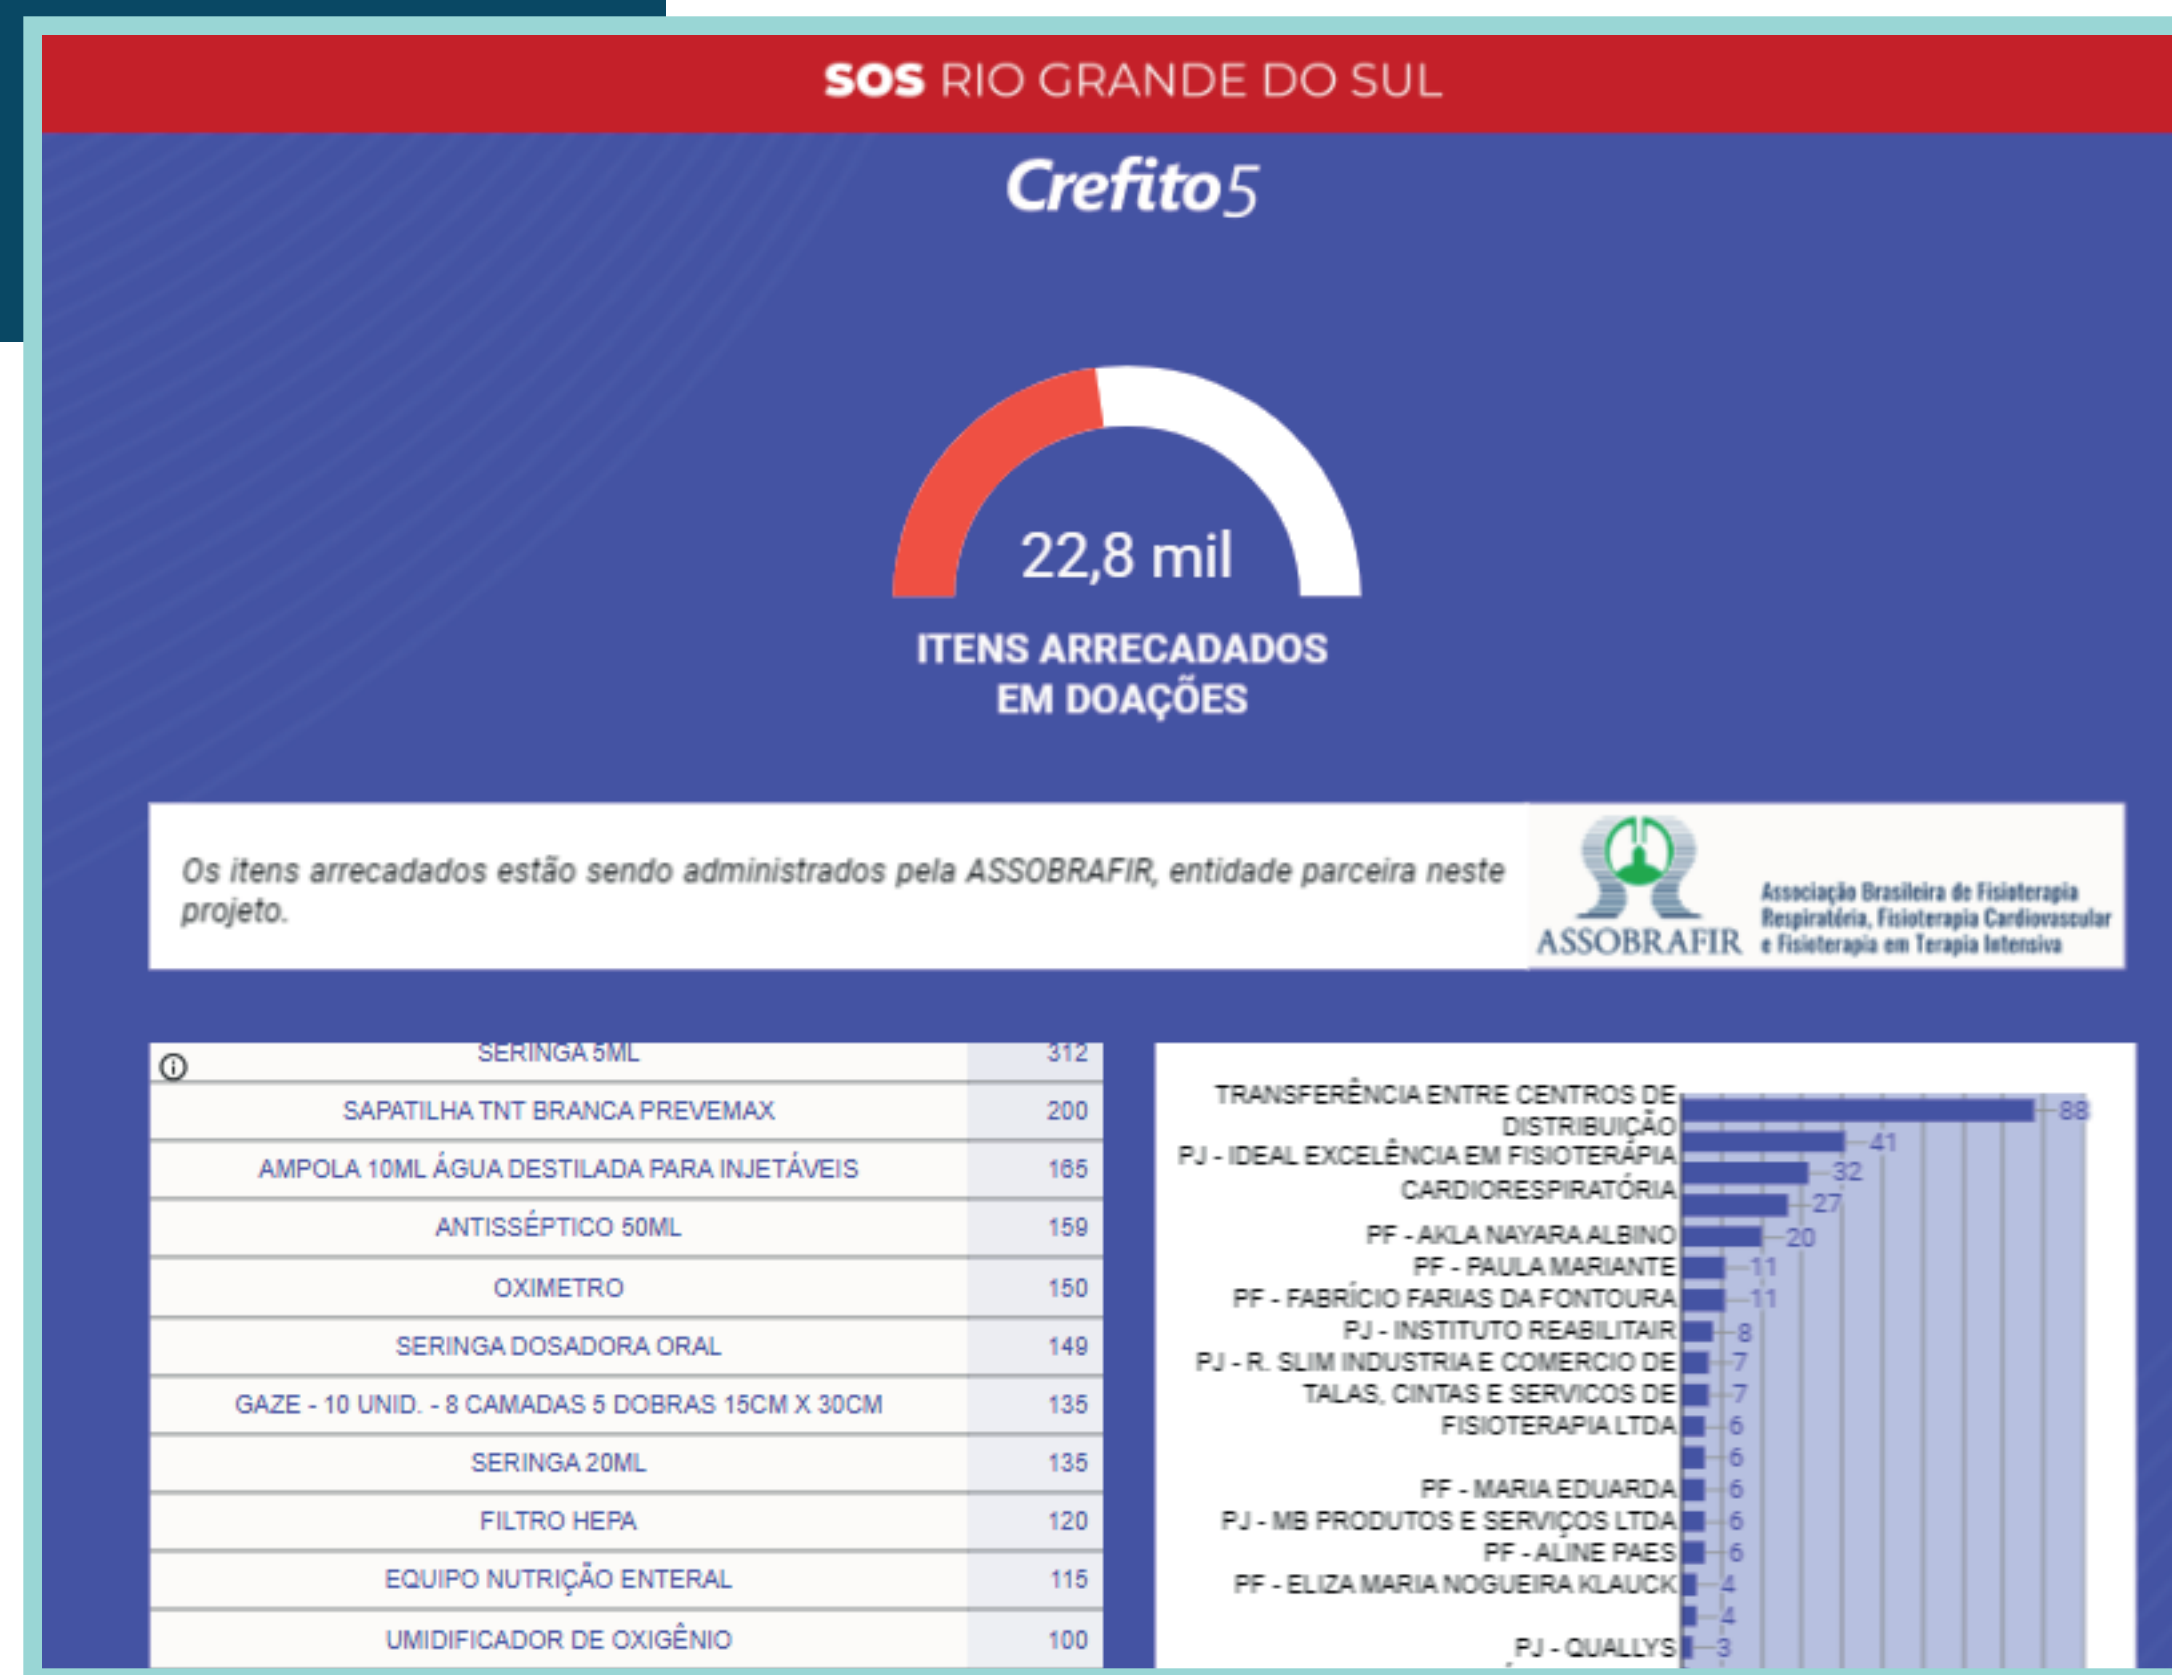 SOS RIO GRANDE DO SUL
Crefito5
22,8 mil
ITENS ARRECADADOS
EM DOAÇÕES
Os itens arrecadados estão sendo administrados pela ASSOBRAFIR, entidade parceira neste
projeto.
ASSOBRAFIR
Associação Brasileira de Fisioterapia
Respiratória, Fisioterapia Cardiovascular
e Fisioterapia em Terapia Intensiva
SERINGA 5ML 312
SAPATILHA TNT BRANCA PREVEMAX 200
AMPOLA 10ML ÁGUA DESTILADA PARA INJETÁVEIS 165
ANTISSÉPTICO 50ML 159
OXIMETRO 150
SERINGA DOSADORA ORAL 149
GAZE - 10 UNID. - 8 CAMADAS 5 DOBRAS 15CM X 30CM 135
SERINGA 20ML 135
FILTRO HEPA 120
EQUIPO NUTRIÇÃO ENTERAL 115
UMIDIFICADOR DE OXIGÊNIO 100
TRANSFERÊNCIA ENTRE CENTROS DE 88
DISTRIBUIÇÃO 41
PJ - IDEAL EXCELÊNCIA EM FISIOTERAPIA 32
CARDIORESPIRATÓRIA 27
PF - AKLA NAYARA ALBINO 20
PF - PAULA MARIANTE 11
PF - FABRÍCIO FARIAS DA FONTOURA 11
PJ - INSTITUTO REABILITAIR 8
PJ - R. SLIM INDUSTRIA E COMERCIO DE 7
TALAS, CINTAS E SERVICOS DE 7
FISIOTERAPIA LTDA 6
6
PF - MARIA EDUARDA 6
PJ - MB PRODUTOS E SERVIÇOS LTDA 6
PF - ALINE PAES 6
PF - ELIZA MARIA NOGUEIRA KLAUCK 4
4
PJ - QUALLYS 3